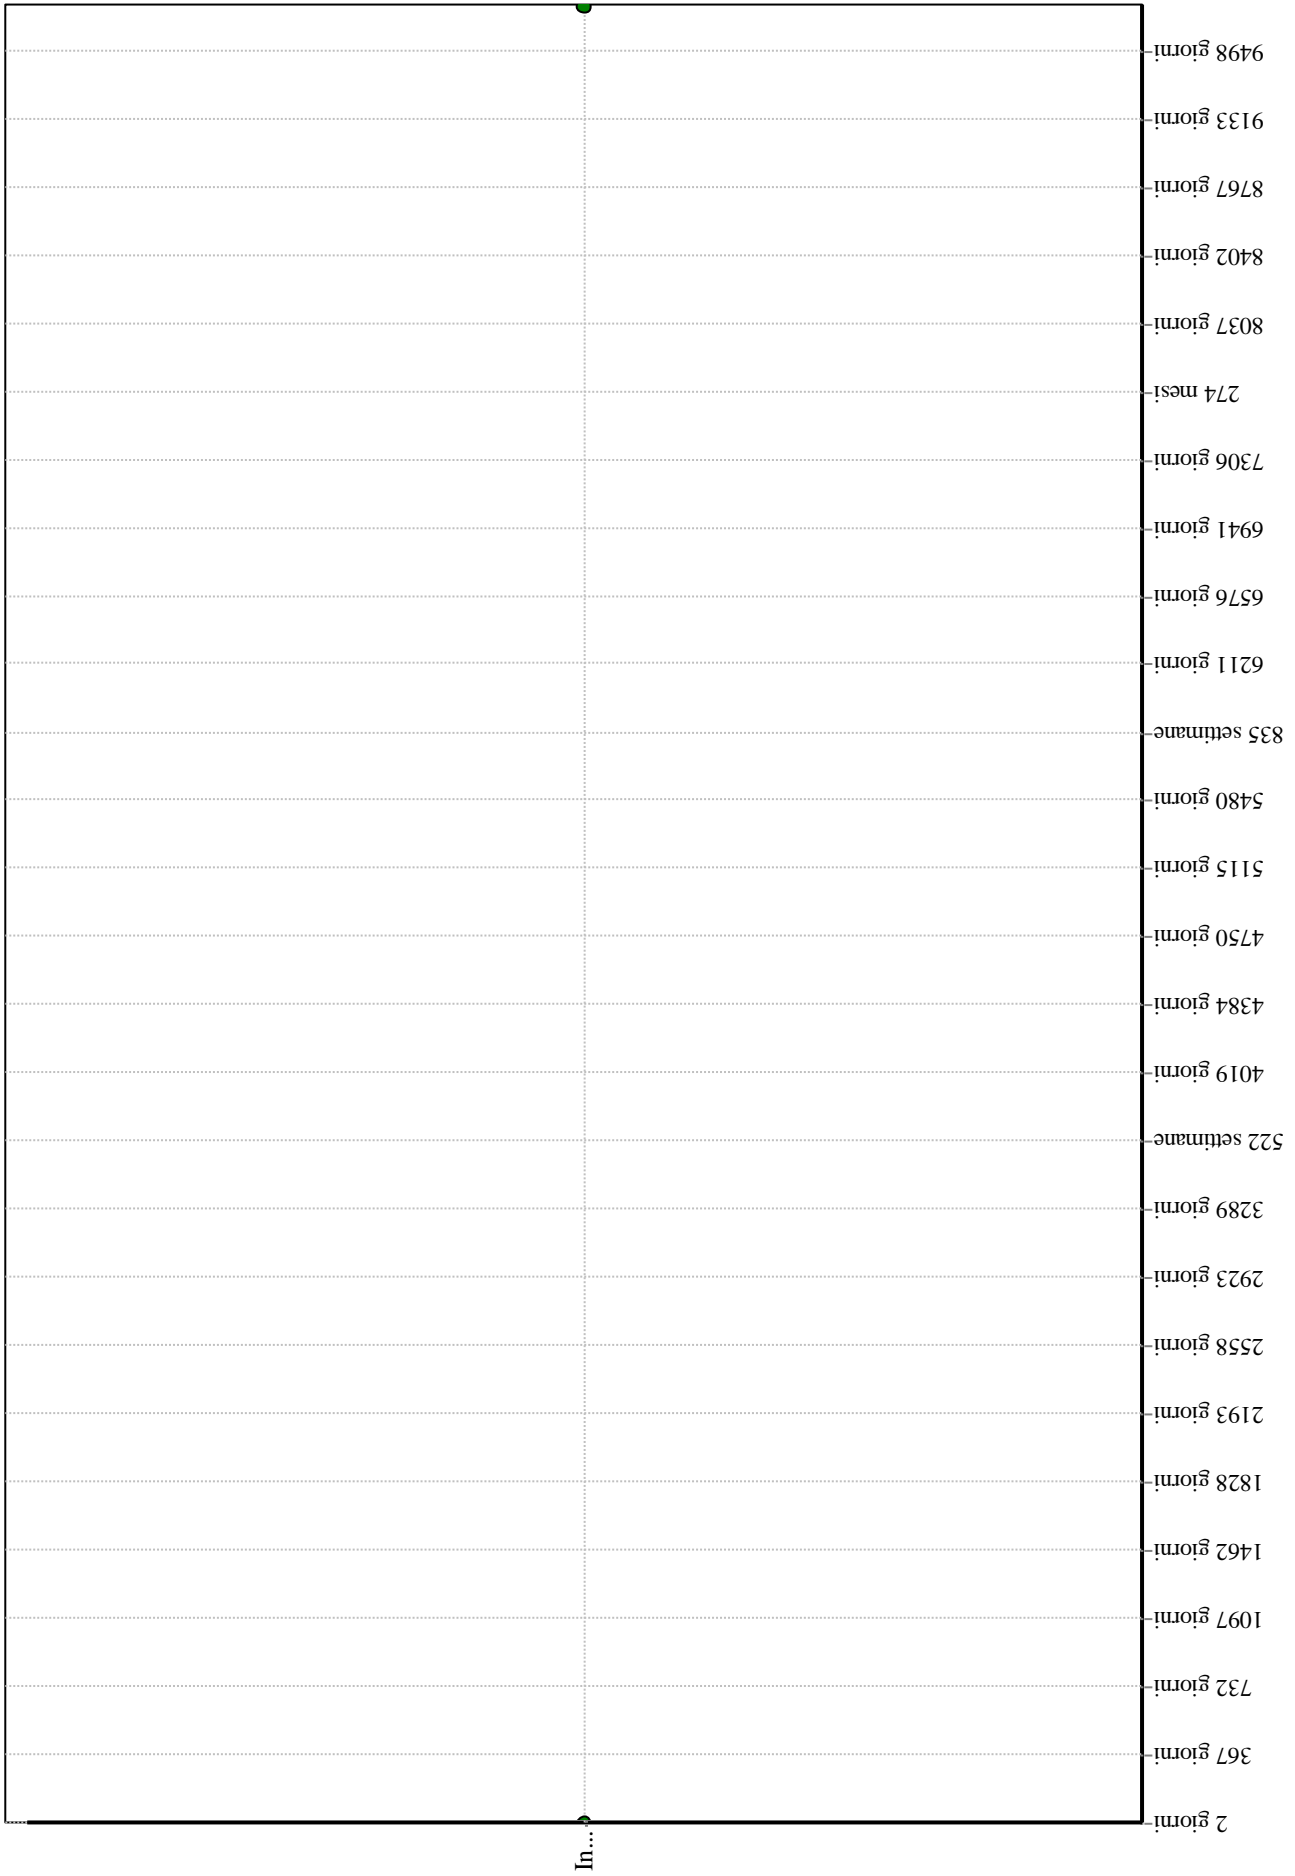 9498 giorni
9133 giorni
8767 giorni
8402 giorni
8037 giorni
274 mesi
7306 giorni
6941 giorni
6576 giorni
6211 giorni
835 settimane
5480 giorni
5115 giorni
4750 giorni
4384 giorni
4019 giorni
522 settimane
3289 giorni
2923 giorni
2558 giorni
2193 giorni
1828 giorni
1462 giorni
1097 giorni
732 giorni
367 giorni
2 giorni
In...